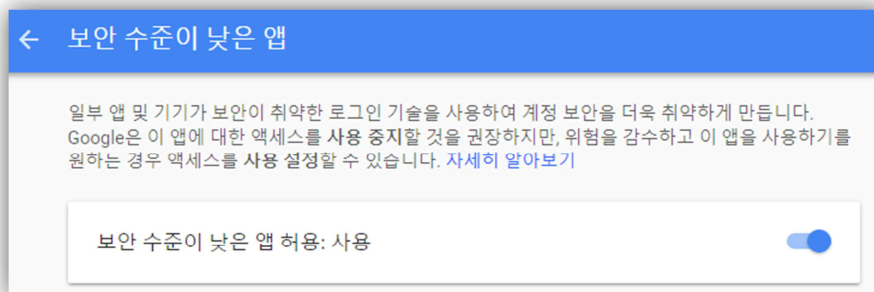 보안 수준이 낮은 앱
일부 앱 및 기기가 보안이 취약한 로그인 기술을 사용하여 계정 보안을 더욱 취약하게 만듭니다.
Google은 이 앱에 대한 액세스를 사용 중지할 것을 권장하지만, 위험을 감수하고 이 앱을 사용하기를
원하는 경우 액세스를 사용 설정할 수 있습니다. 자세히 알아보기
보안 수준이 낮은 앱 허용: 사용